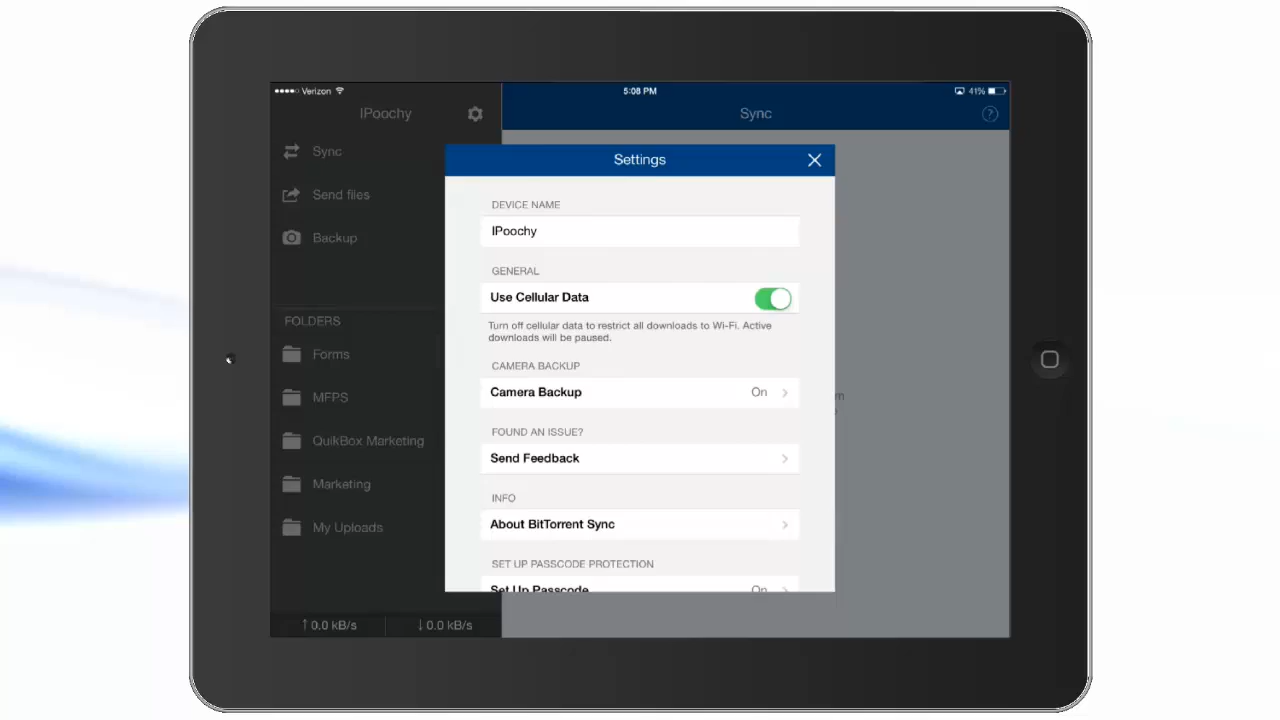 Verizon
5:08 PM
41%
IPoochy
Sync
Sync
Send files
Backup
FOLDERS
Forms
MFPS
QuikBox Marketing
Marketing
My Uploads
↑ 0.0 kB/s
↓ 0.0 kB/s
Settings
DEVICE NAME
IPoochy
GENERAL
Use Cellular Data
Turn off cellular data to restrict all downloads to Wi-Fi. Active
downloads will be paused.
CAMERA BACKUP
Camera Backup On
FOUND AN ISSUE?
Send Feedback
INFO
About BitTorrent Sync
SET UP PASSCODE PROTECTION
Set Up Passcode On